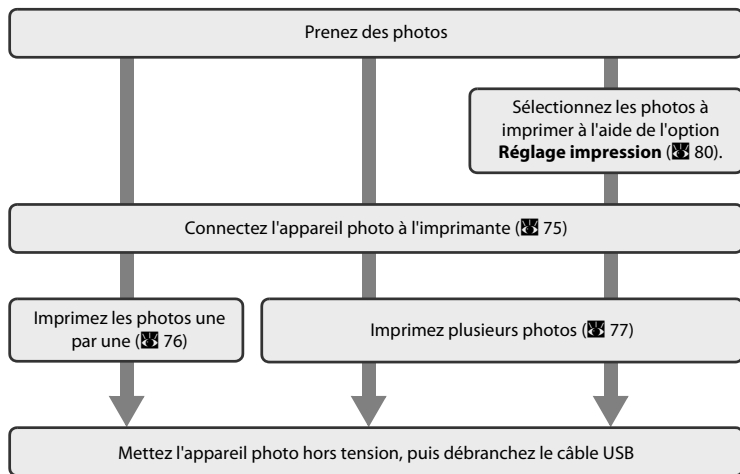 Prenez des photos
Sélectionnez les photos à
imprimer à l'aide de l'option
Réglage impression ( 80).
Connectez l'appareil photo à l'imprimante ( 75)
Imprimez les photos une
par une ( 76)
Imprimez plusieurs photos ( 77)
Mettez l'appareil photo hors tension, puis débranchez le câble USB